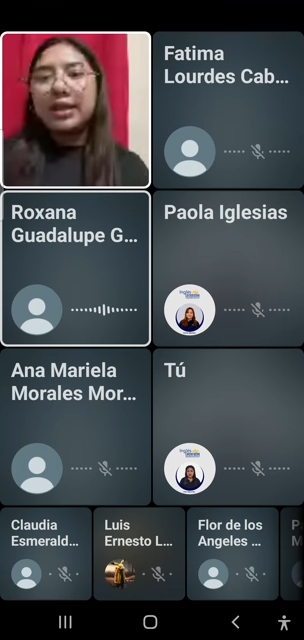 Fatima
Lourdes Cab...
Roxana
Guadalupe G...
Paola Iglesias
Ana Mariela
Morales Mor...
Tú
Claudia
Esmerald...
Luis
Ernesto L...
Flor de los
Angeles ...